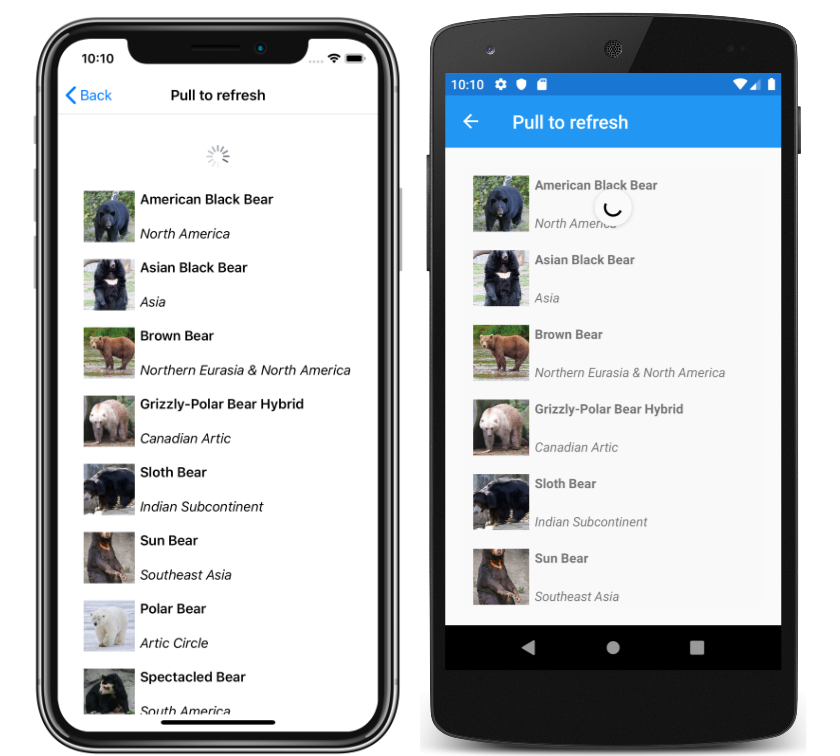 10:10
Back
Pull to refresh
American Black Bear
North America
Asian Black Bear
Asia
Brown Bear
Northern Eurasia & North America
Grizzly-Polar Bear Hybrid
Canadian Artic
Sloth Bear
Indian Subcontinent
Sun Bear
Southeast Asia
Polar Bear
Artic Circle
Spectacled Bear
South America
10:10
Pull to refresh
American Black Bear
North America
Asian Black Bear
Asia
Brown Bear
Northern Eurasia & North America
Grizzly-Polar Bear Hybrid
Canadian Artic
Sloth Bear
Indian Subcontinent
Sun Bear
Southeast Asia